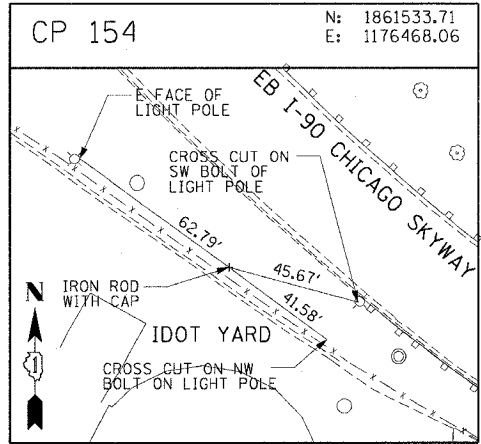 CP 154
N: 1861533.71
E: 1176468.06
E FACE OF
LIGHT POLE
EB I-90 CHICAGO SKYWAY
CROSS CUT ON
SW BOLT OF
LIGHT POLE
62.79'
45.67'
41.58'
IRON ROD
WITH CAP
N
IDOT YARD
CROSS CUT ON NW
BOLT ON LIGHT POLE